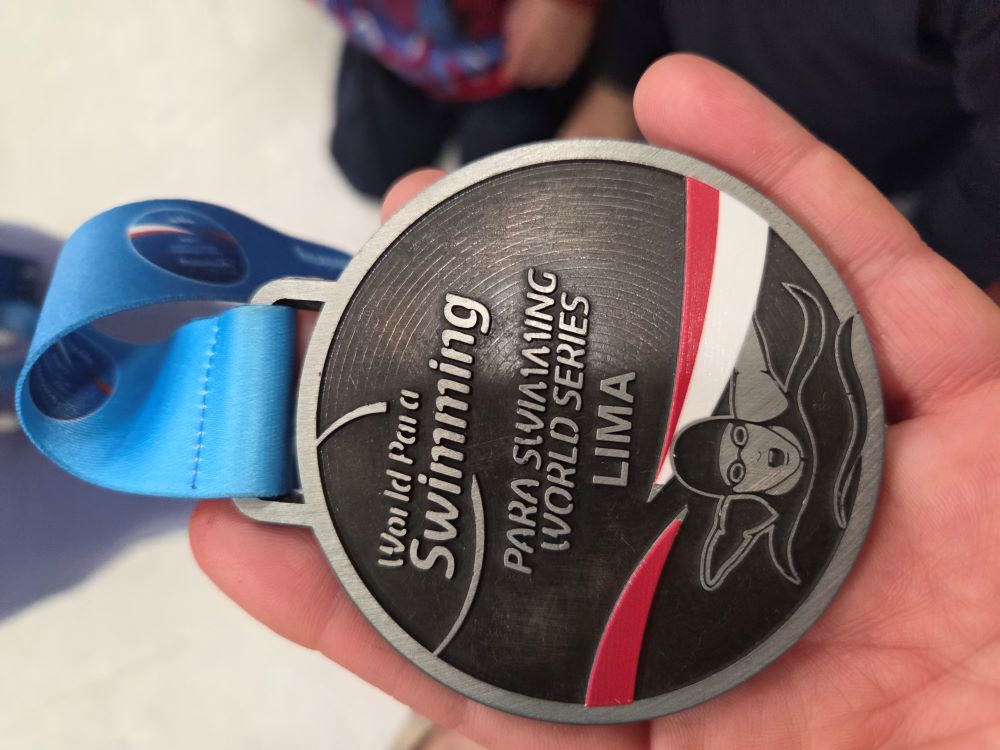 World Para
Swimming
PARA SWIMMING
WORLD SERIES
LIMA